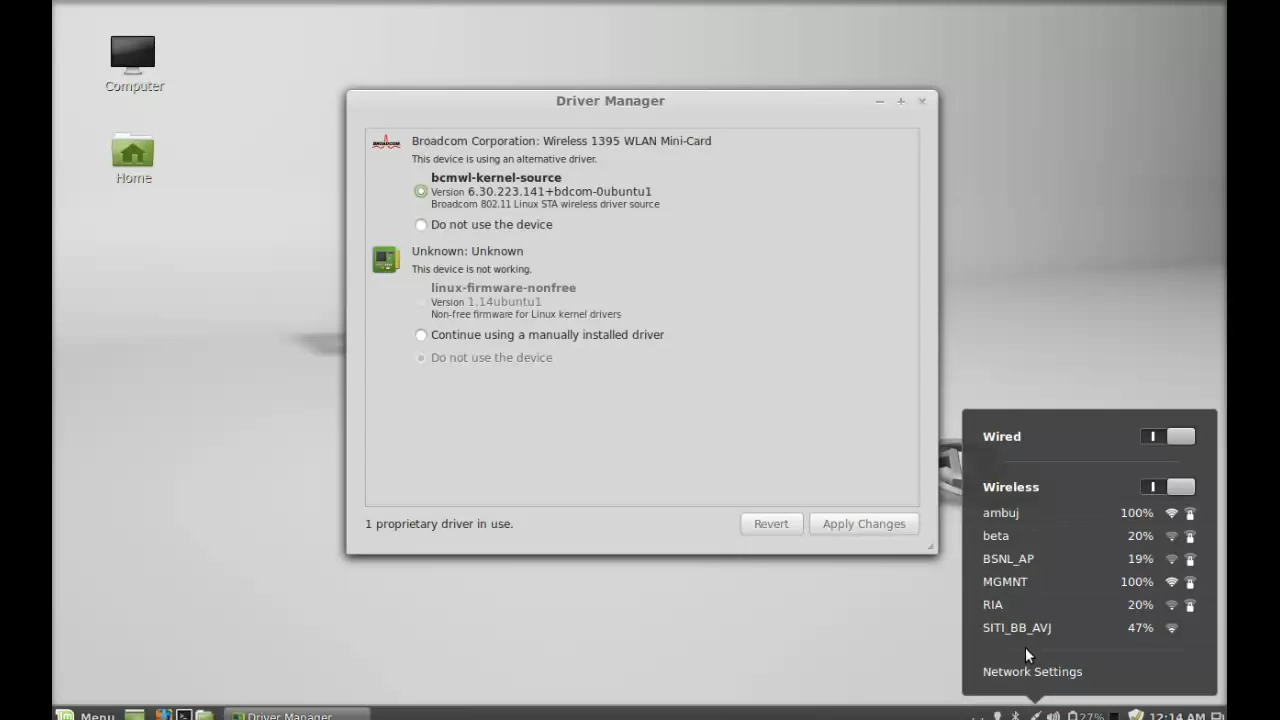 Computer
Home
Driver Manager
BROADCOM
Broadcom Corporation: Wireless 1395 WLAN Mini-Card
This device is using an alternative driver.
bcmwl-kernel-source
Version 6.30.223.141+bdcom-0ubuntu1
Broadcom 802.11 Linux STA wireless driver source
Do not use the device
Unknown: Unknown
This device is not working.
linux-firmware-nonfree
Version 1.14ubuntu1
Non-free firmware for Linux kernel drivers
Continue using a manually installed driver
Do not use the device
1 proprietary driver in use.
Revert
Apply Changes
Wired
Wireless
ambuj 100%
beta 20%
BSNL_AP 19%
MGMNT 100%
RIA 20%
SITI_BB_AVJ 47%
Network Settings
Menu
Driver Manager
27%
12:14 AM